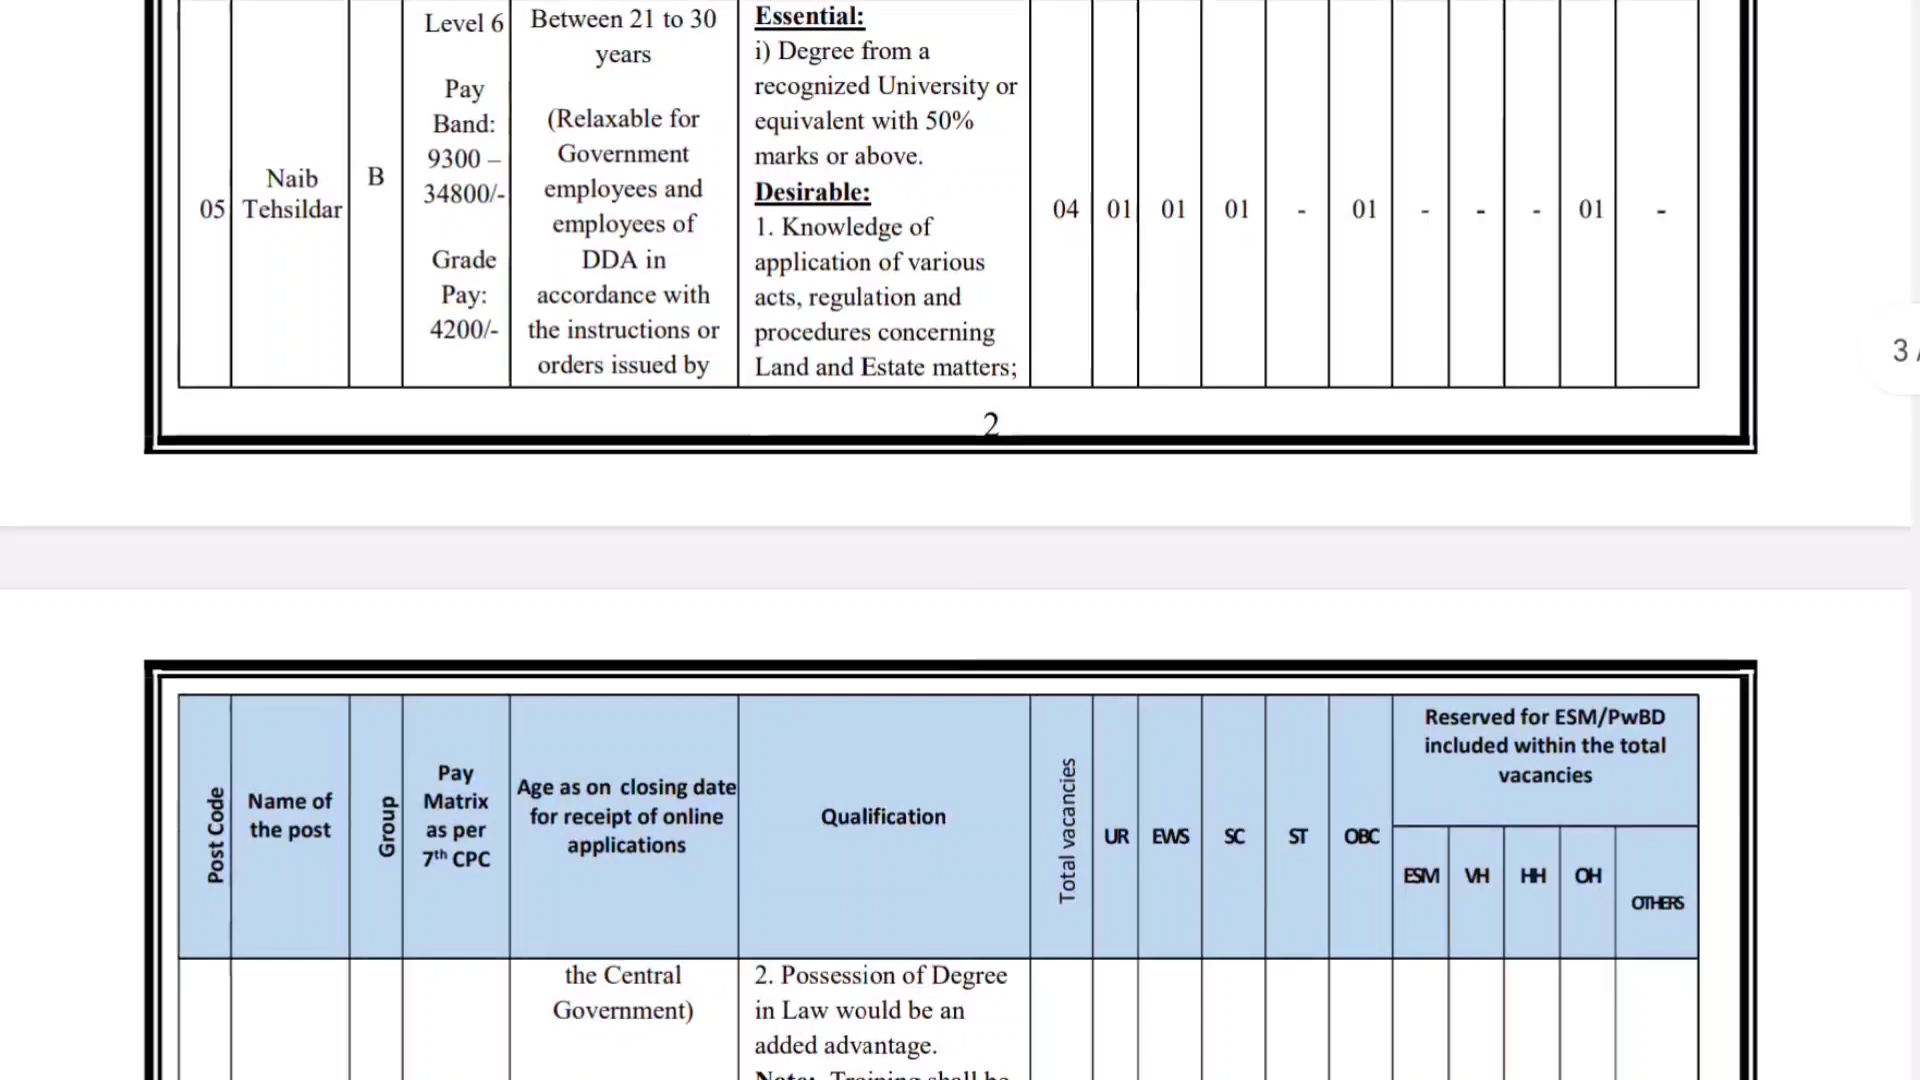 05
Naib
Tehsildar
B
Level 6
Pay
Band:
9300 –
34800/-
Grade
Pay:
4200/-
Between 21 to 30
years
(Relaxable for
Government
employees and
employees of
DDA in
accordance with
the instructions or
orders issued by
Essential:
i) Degree from a
recognized University or
equivalent with 50%
marks or above.
Desirable:
1. Knowledge of
application of various
acts, regulation and
procedures concerning
Land and Estate matters;
04 01 01 01 - 01 - - - 01 -
2
3 /
Post Code
Name of
the post
Group
Pay
Matrix
as per
7th CPC
Age as on closing date
for receipt of online
applications
Qualification
Total vacancies
UR
EWS
SC
ST
OBC
Reserved for ESM/PwBD
included within the total
vacancies
ESM
VH
HH
OH
OTHERS
the Central
Government)
2. Possession of Degree
in Law would be an
added advantage.
Note: Training shall be